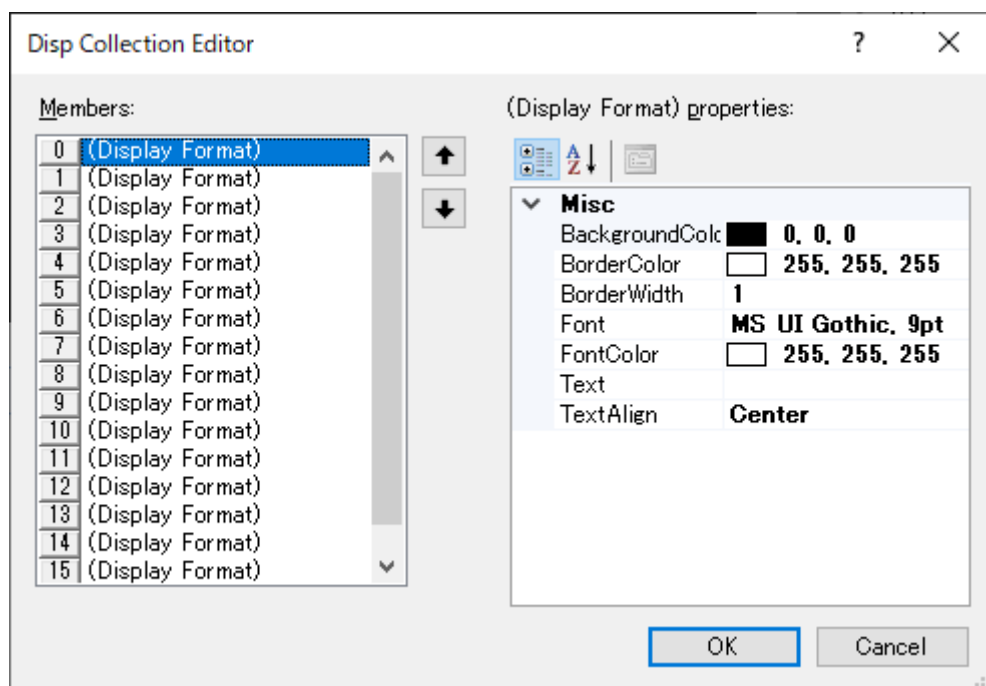 Disp Collection Editor
?
Members:
0 (Display Format)
1 (Display Format)
2 (Display Format)
3 (Display Format)
4 (Display Format)
5 (Display Format)
6 (Display Format)
7 (Display Format)
8 (Display Format)
9 (Display Format)
10 (Display Format)
11 (Display Format)
12 (Display Format)
13 (Display Format)
14 (Display Format)
15 (Display Format)
(Display Format) properties:
A
Z
Misc
BackgroundColo 0, 0, 0
BorderColor 255, 255, 255
BorderWidth 1
Font MS UI Gothic, 9pt
FontColor 255, 255, 255
Text
TextAlign Center
OK
Cancel